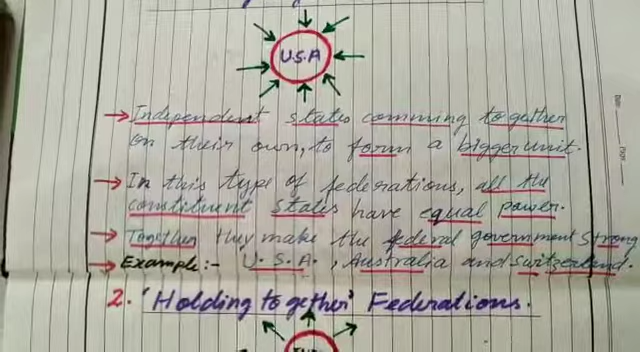 U.S.A
→ Independent states comming together
on their own, to form a bigger unit.
→ In this type of federations, all the
constituent states have equal power.
→ Together they make the federal government strong
→ Example:- U.S.A., Australia and Switzerland.
2. 'Holding together' Federations.